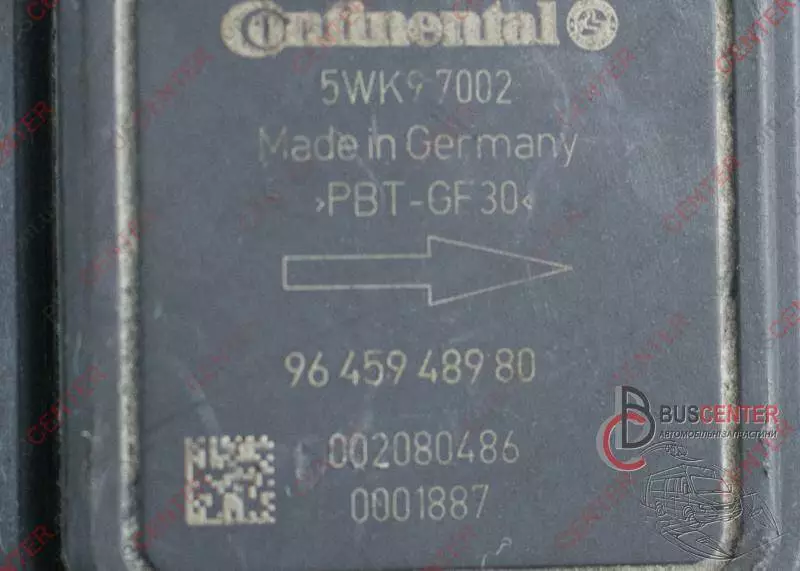 Continental
5WK9 7002
Made in Germany
>PBT-GF30<
96 459 489 80
002080486
0001887
BUSCENTER
АВТОМОБІЛЬНІ ЗАПЧАСТИНИ